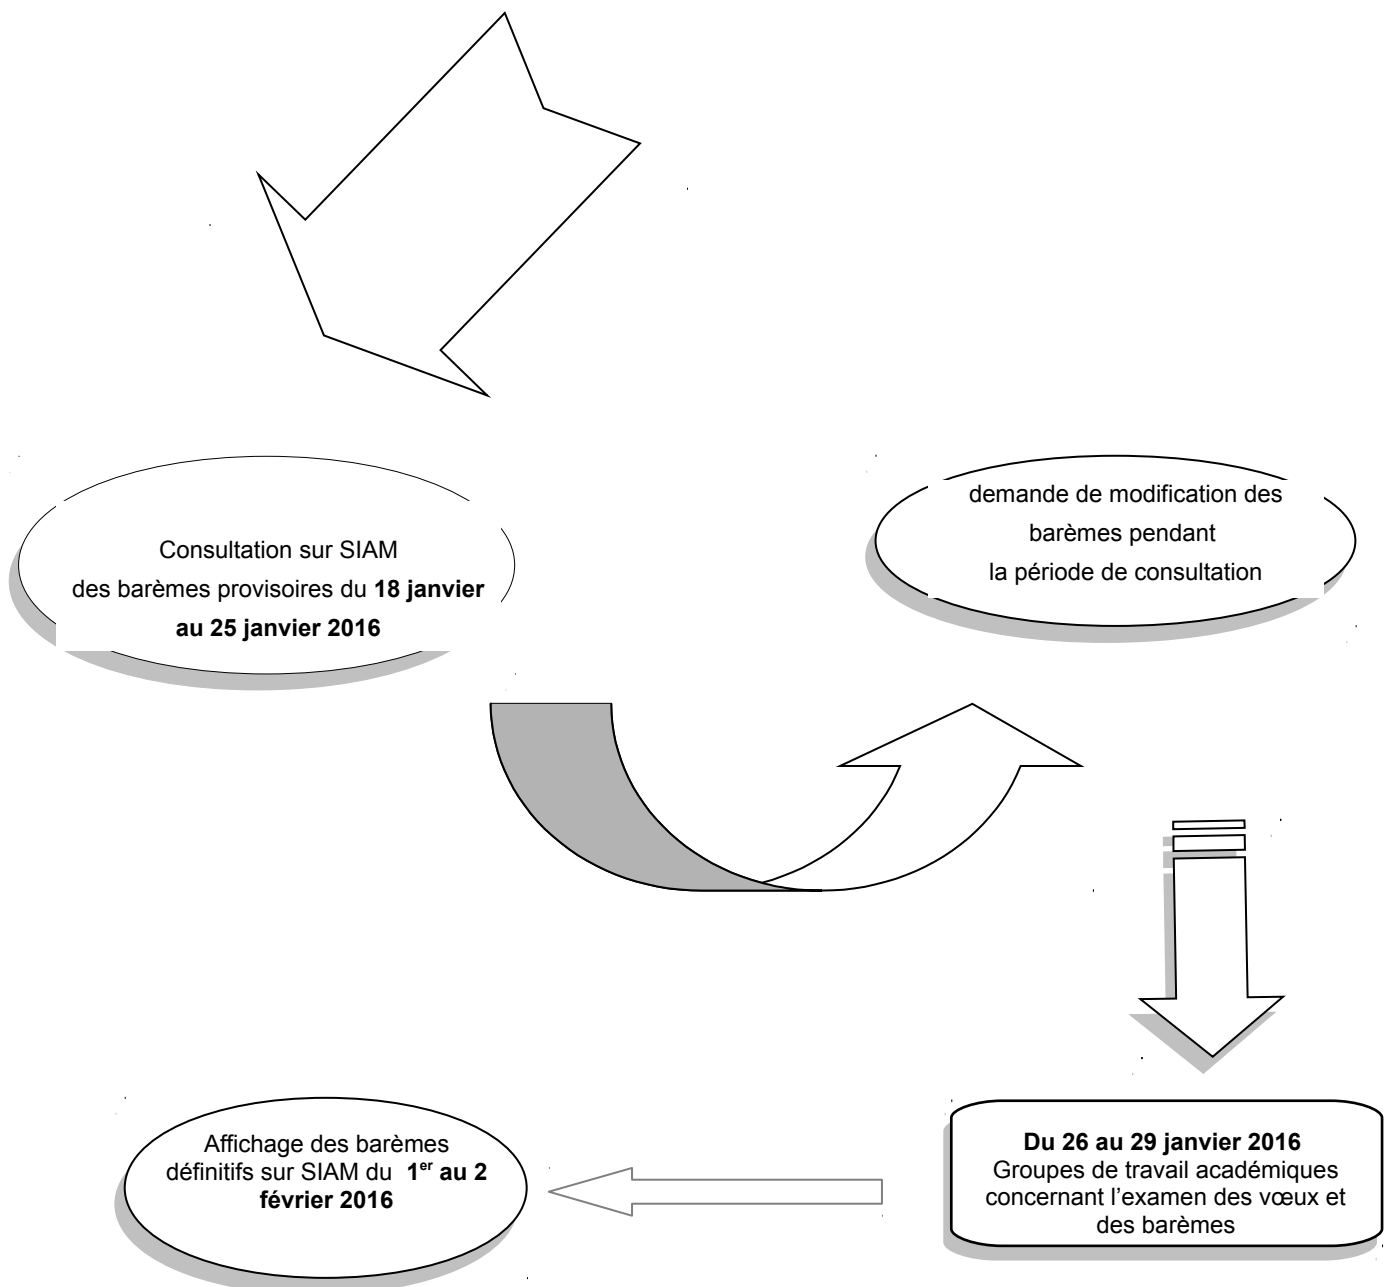 Consultation sur SIAM
des barèmes provisoires du 18 janvier
au 25 janvier 2016
demande de modification des
barèmes pendant
la période de consultation
Du 26 au 29 janvier 2016
Groupes de travail académiques
concernant l'examen des vœux et
des barèmes
Affichage des barèmes
définitifs sur SIAM du 1er au 2
février 2016